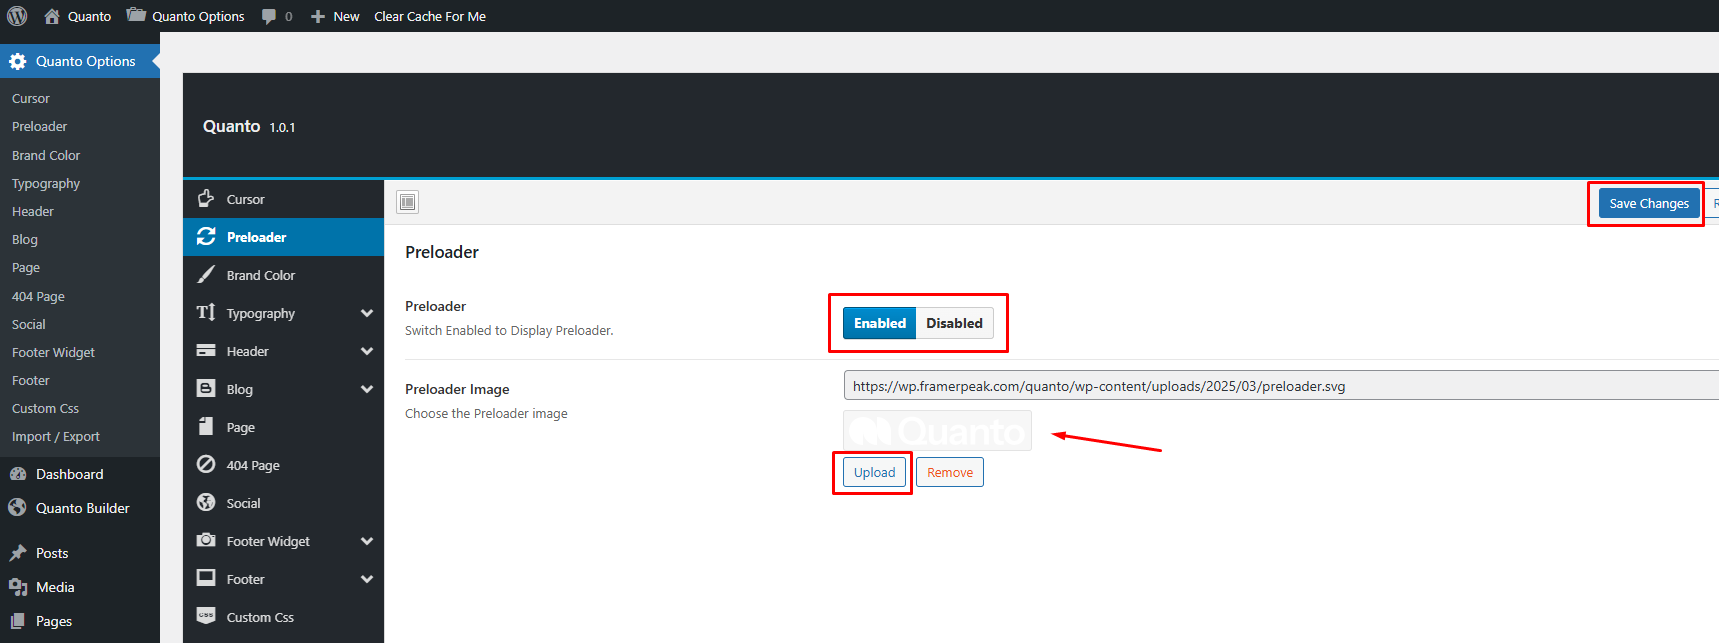 Quanto
Quanto Options
0
New
Clear Cache For Me
Quanto Options
Cursor
Preloader
Brand Color
Typography
Header
Blog
Page
404 Page
Social
Footer Widget
Footer
Custom Css
Import / Export
Dashboard
Quanto Builder
Posts
Media
Pages
Quanto 1.0.1
Cursor
Preloader
Brand Color
Typography
Header
Blog
Page
404 Page
Social
Footer Widget
Footer
Custom Css
Save Changes
Preloader
Preloader
Switch Enabled to Display Preloader.
Enabled
Disabled
Preloader Image
Choose the Preloader image
https://wp.framerpeak.com/quanto/wp-content/uploads/2025/03/preloader.svg
Quanto
Upload
Remove